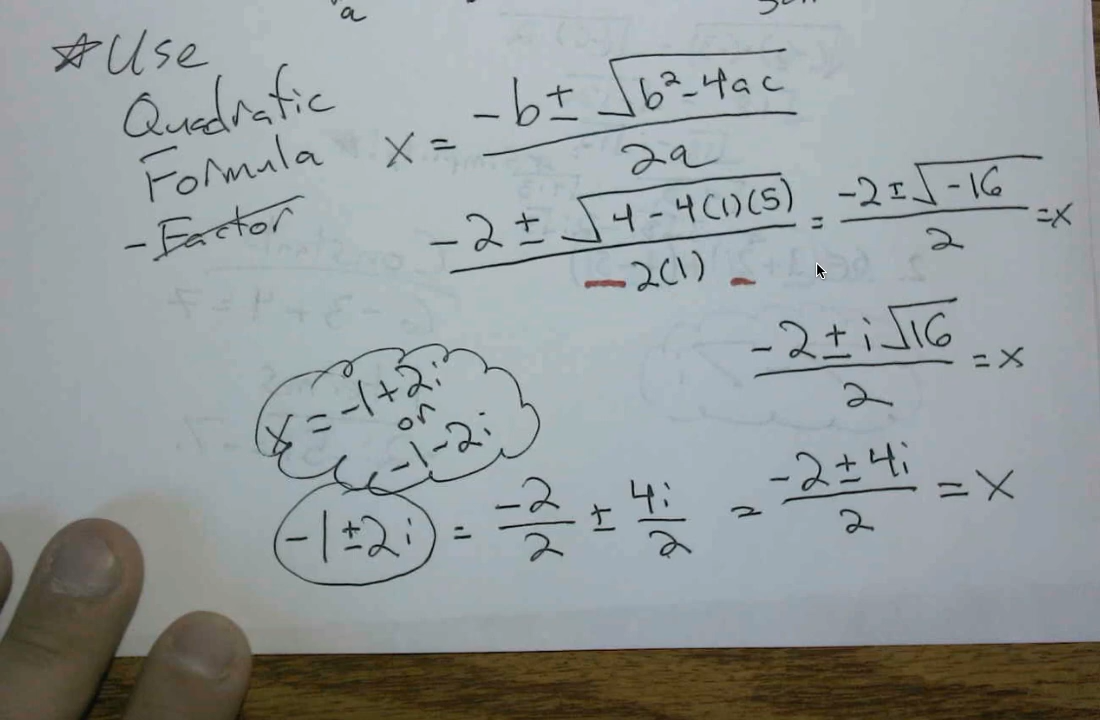 a
☆ Use
Quadratic
Formula
- Factor
x = (-b ± √(b² - 4ac)) / 2a
(-2 ± √(4 - 4(1)(5))) / 2(1) = (-2 ± √-16) / 2 = x
(-2 ± i√16) / 2 = x
x = -1 + 2i
or
-1 - 2i
-1 ± 2i = -2/2 ± 4i/2 = (-2 ± 4i) / 2 = x